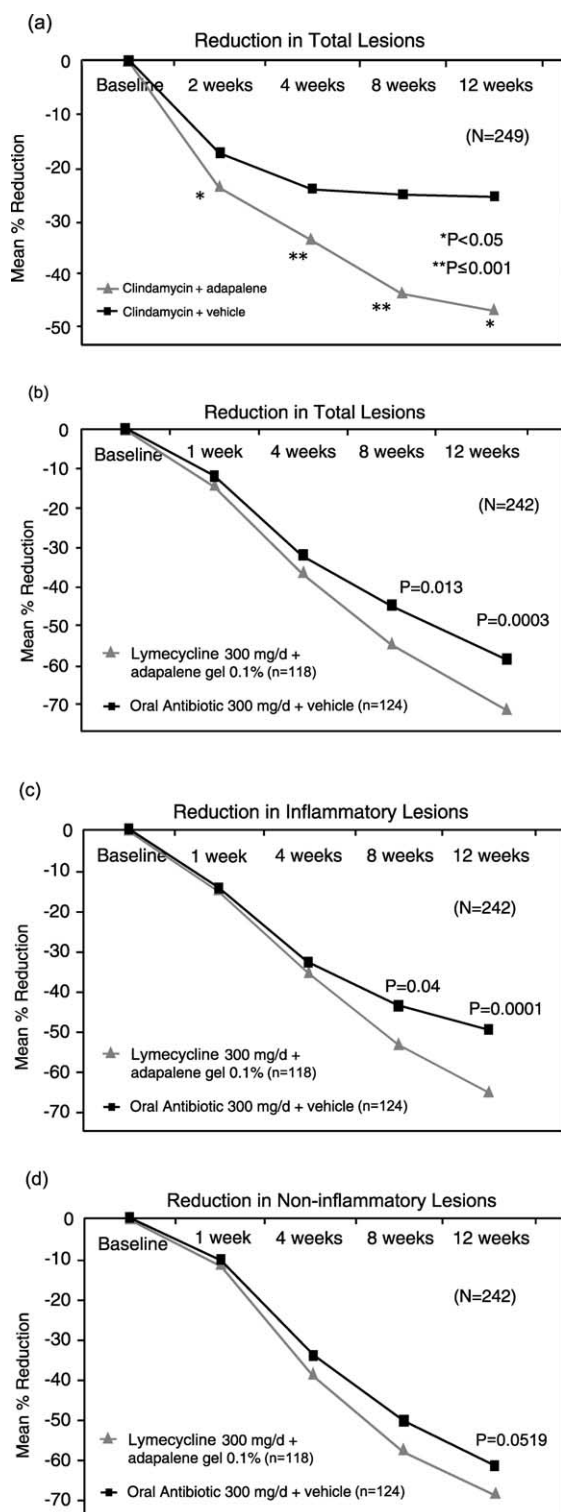 (a)
Reduction in Total Lesions
0
Baseline 2 weeks 4 weeks 8 weeks 12 weeks
-10
(N=249)
-20
*
-30
*P<0.05
**
**P≤0.001
-40
Clindamycin + adapalene
**
*
Clindamycin + vehicle
-50
Mean % Reduction
(b)
Reduction in Total Lesions
0
Baseline 1 week 4 weeks 8 weeks 12 weeks
-10
(N=242)
-20
-30
P=0.013
-40
P=0.0003
-50
Lymecycline 300 mg/d +
adapalene gel 0.1% (n=118)
-60
Oral Antibiotic 300 mg/d + vehicle (n=124)
-70
Mean % Reduction
(c)
Reduction in Inflammatory Lesions
0
Baseline 1 week 4 weeks 8 weeks 12 weeks
-10
(N=242)
-20
-30
P=0.04
-40
P=0.0001
-50
Lymecycline 300 mg/d +
adapalene gel 0.1% (n=118)
-60
Oral Antibiotic 300 mg/d + vehicle (n=124)
-70
Mean % Reduction
(d)
Reduction in Non-inflammatory Lesions
0
Baseline 1 week 4 weeks 8 weeks 12 weeks
-10
(N=242)
-20
-30
-40
-50
P=0.0519
Lymecycline 300 mg/d +
adapalene gel 0.1% (n=118)
-60
Oral Antibiotic 300 mg/d + vehicle (n=124)
-70
Mean % Reduction